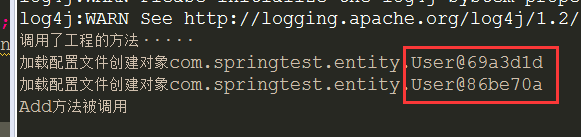 log4j:WARN See http://logging.apache.org/log4j/1.2/
调用了工程的方法·····
加载配置文件创建对象com.springtest.entity.User@69a3d1d
加载配置文件创建对象com.springtest.entity.User@86be70a
Add方法被调用